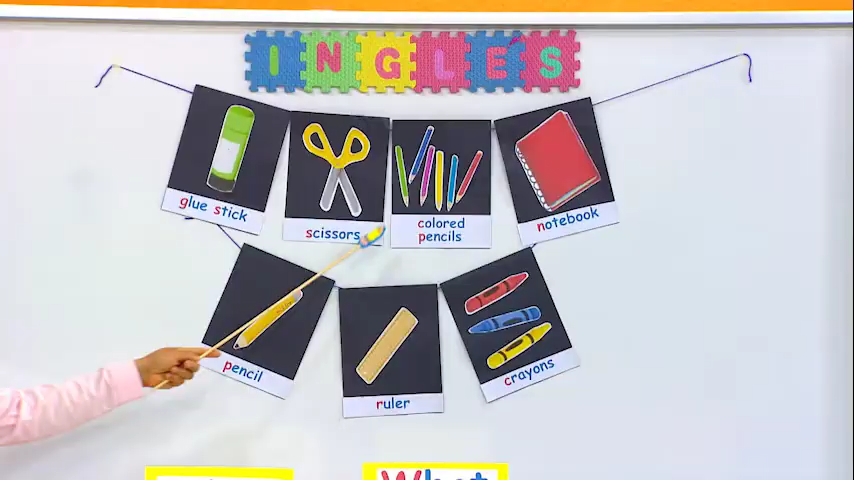 INGLES
glue stick
scissors
colored
pencils
notebook
pencil
ruler
crayons
What